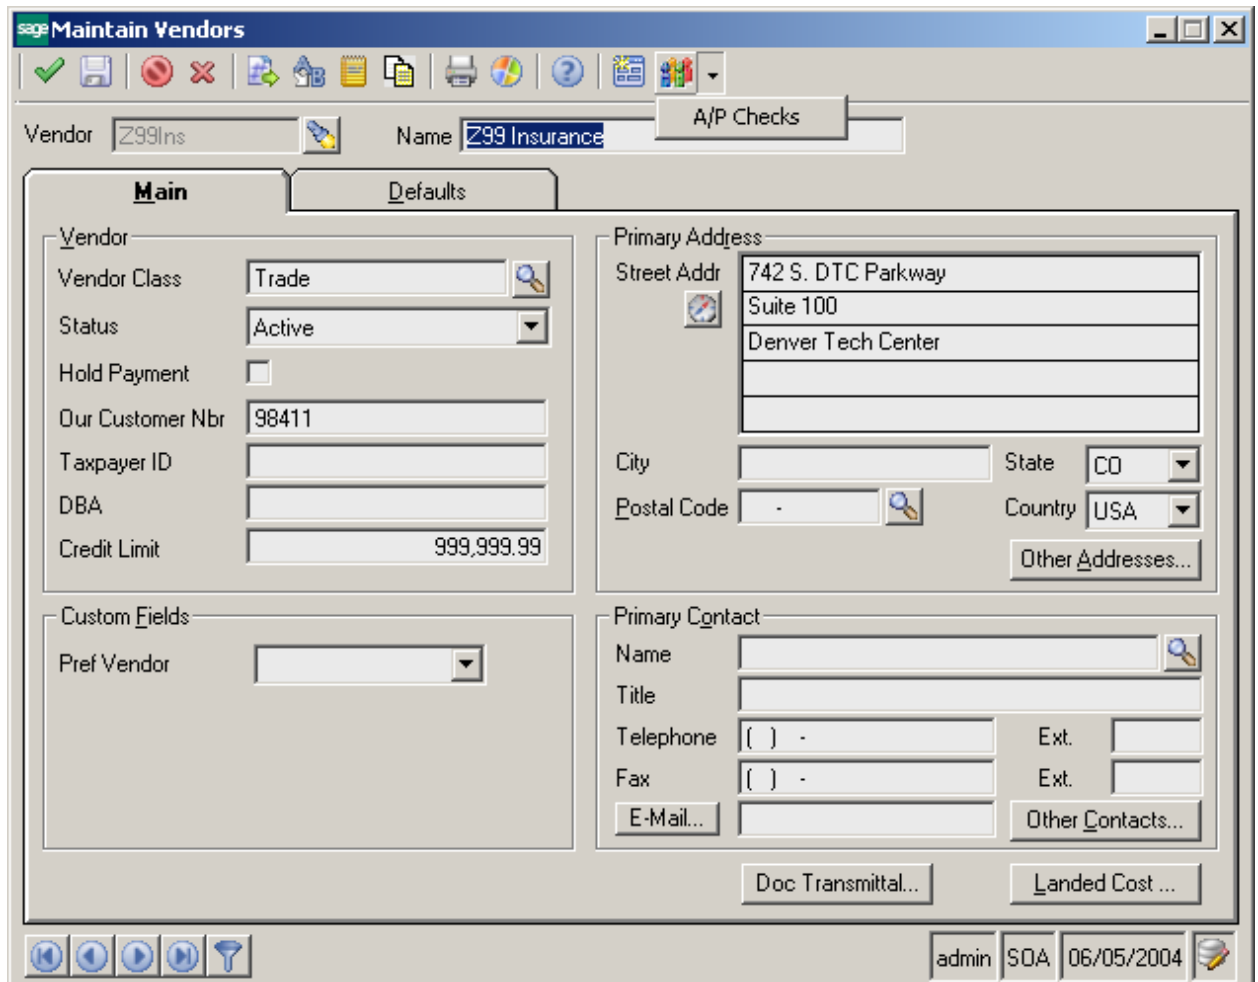 sage Maintain Vendors
A/P Checks
Vendor Z99Ins Name Z99 Insurance
Main Defaults
Vendor
Vendor Class Trade
Status Active
Hold Payment
Our Customer Nbr 98411
Taxpayer ID
DBA
Credit Limit 999,999.99
Primary Address
Street Addr 742 S. DTC Parkway
Suite 100
Denver Tech Center
City State CO
Postal Code - Country USA
Other Addresses...
Custom Fields
Pref Vendor
Primary Contact
Name
Title
Telephone ( ) - Ext.
Fax ( ) - Ext.
E-Mail... Other Contacts...
Doc Transmittal... Landed Cost ...
admin SOA 06/05/2004